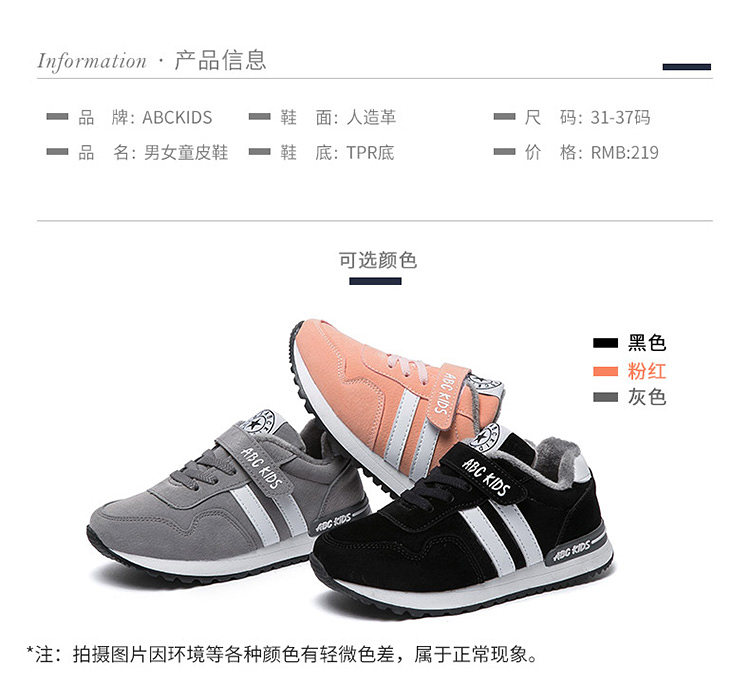 Information · 产品信息
品 牌: ABCKIDS 鞋 面: 人造革 尺 码: 31-37码
品 名: 男女童皮鞋 鞋 底: TPR底 价 格: RMB:219
可选颜色
黑色
粉红
灰色
ABC KIDS
ABC KIDS
ABC KIDS
ABC KIDS
ABC KIDS
*注：拍摄图片因环境等各种颜色有轻微色差，属于正常现象。